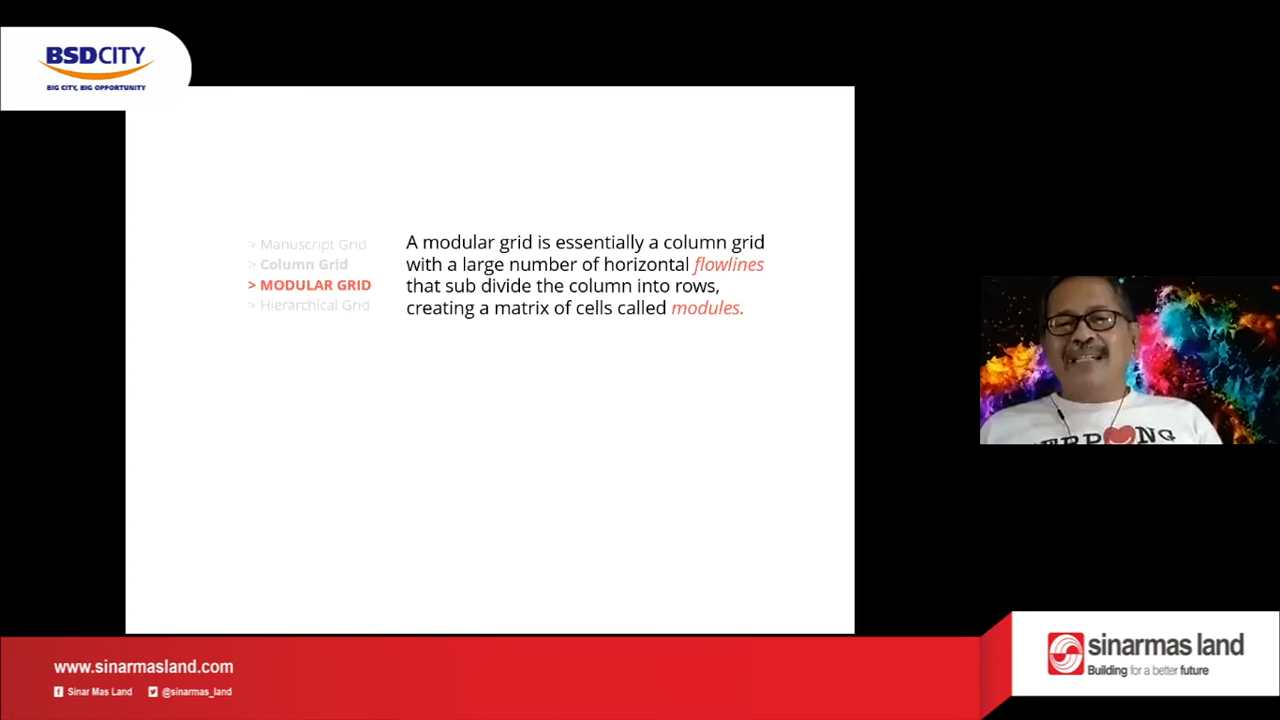 BSDCITY
BIG CITY, BIG OPPORTUNITY
> Manuscript Grid
> Column Grid
> MODULAR GRID
> Hierarchical Grid
A modular grid is essentially a column grid
with a large number of horizontal flowlines
that sub divide the column into rows,
creating a matrix of cells called modules.
www.sinarmasland.com
Sinar Mas Land
@sinarmas_land
sinarmas land
Building for a better future